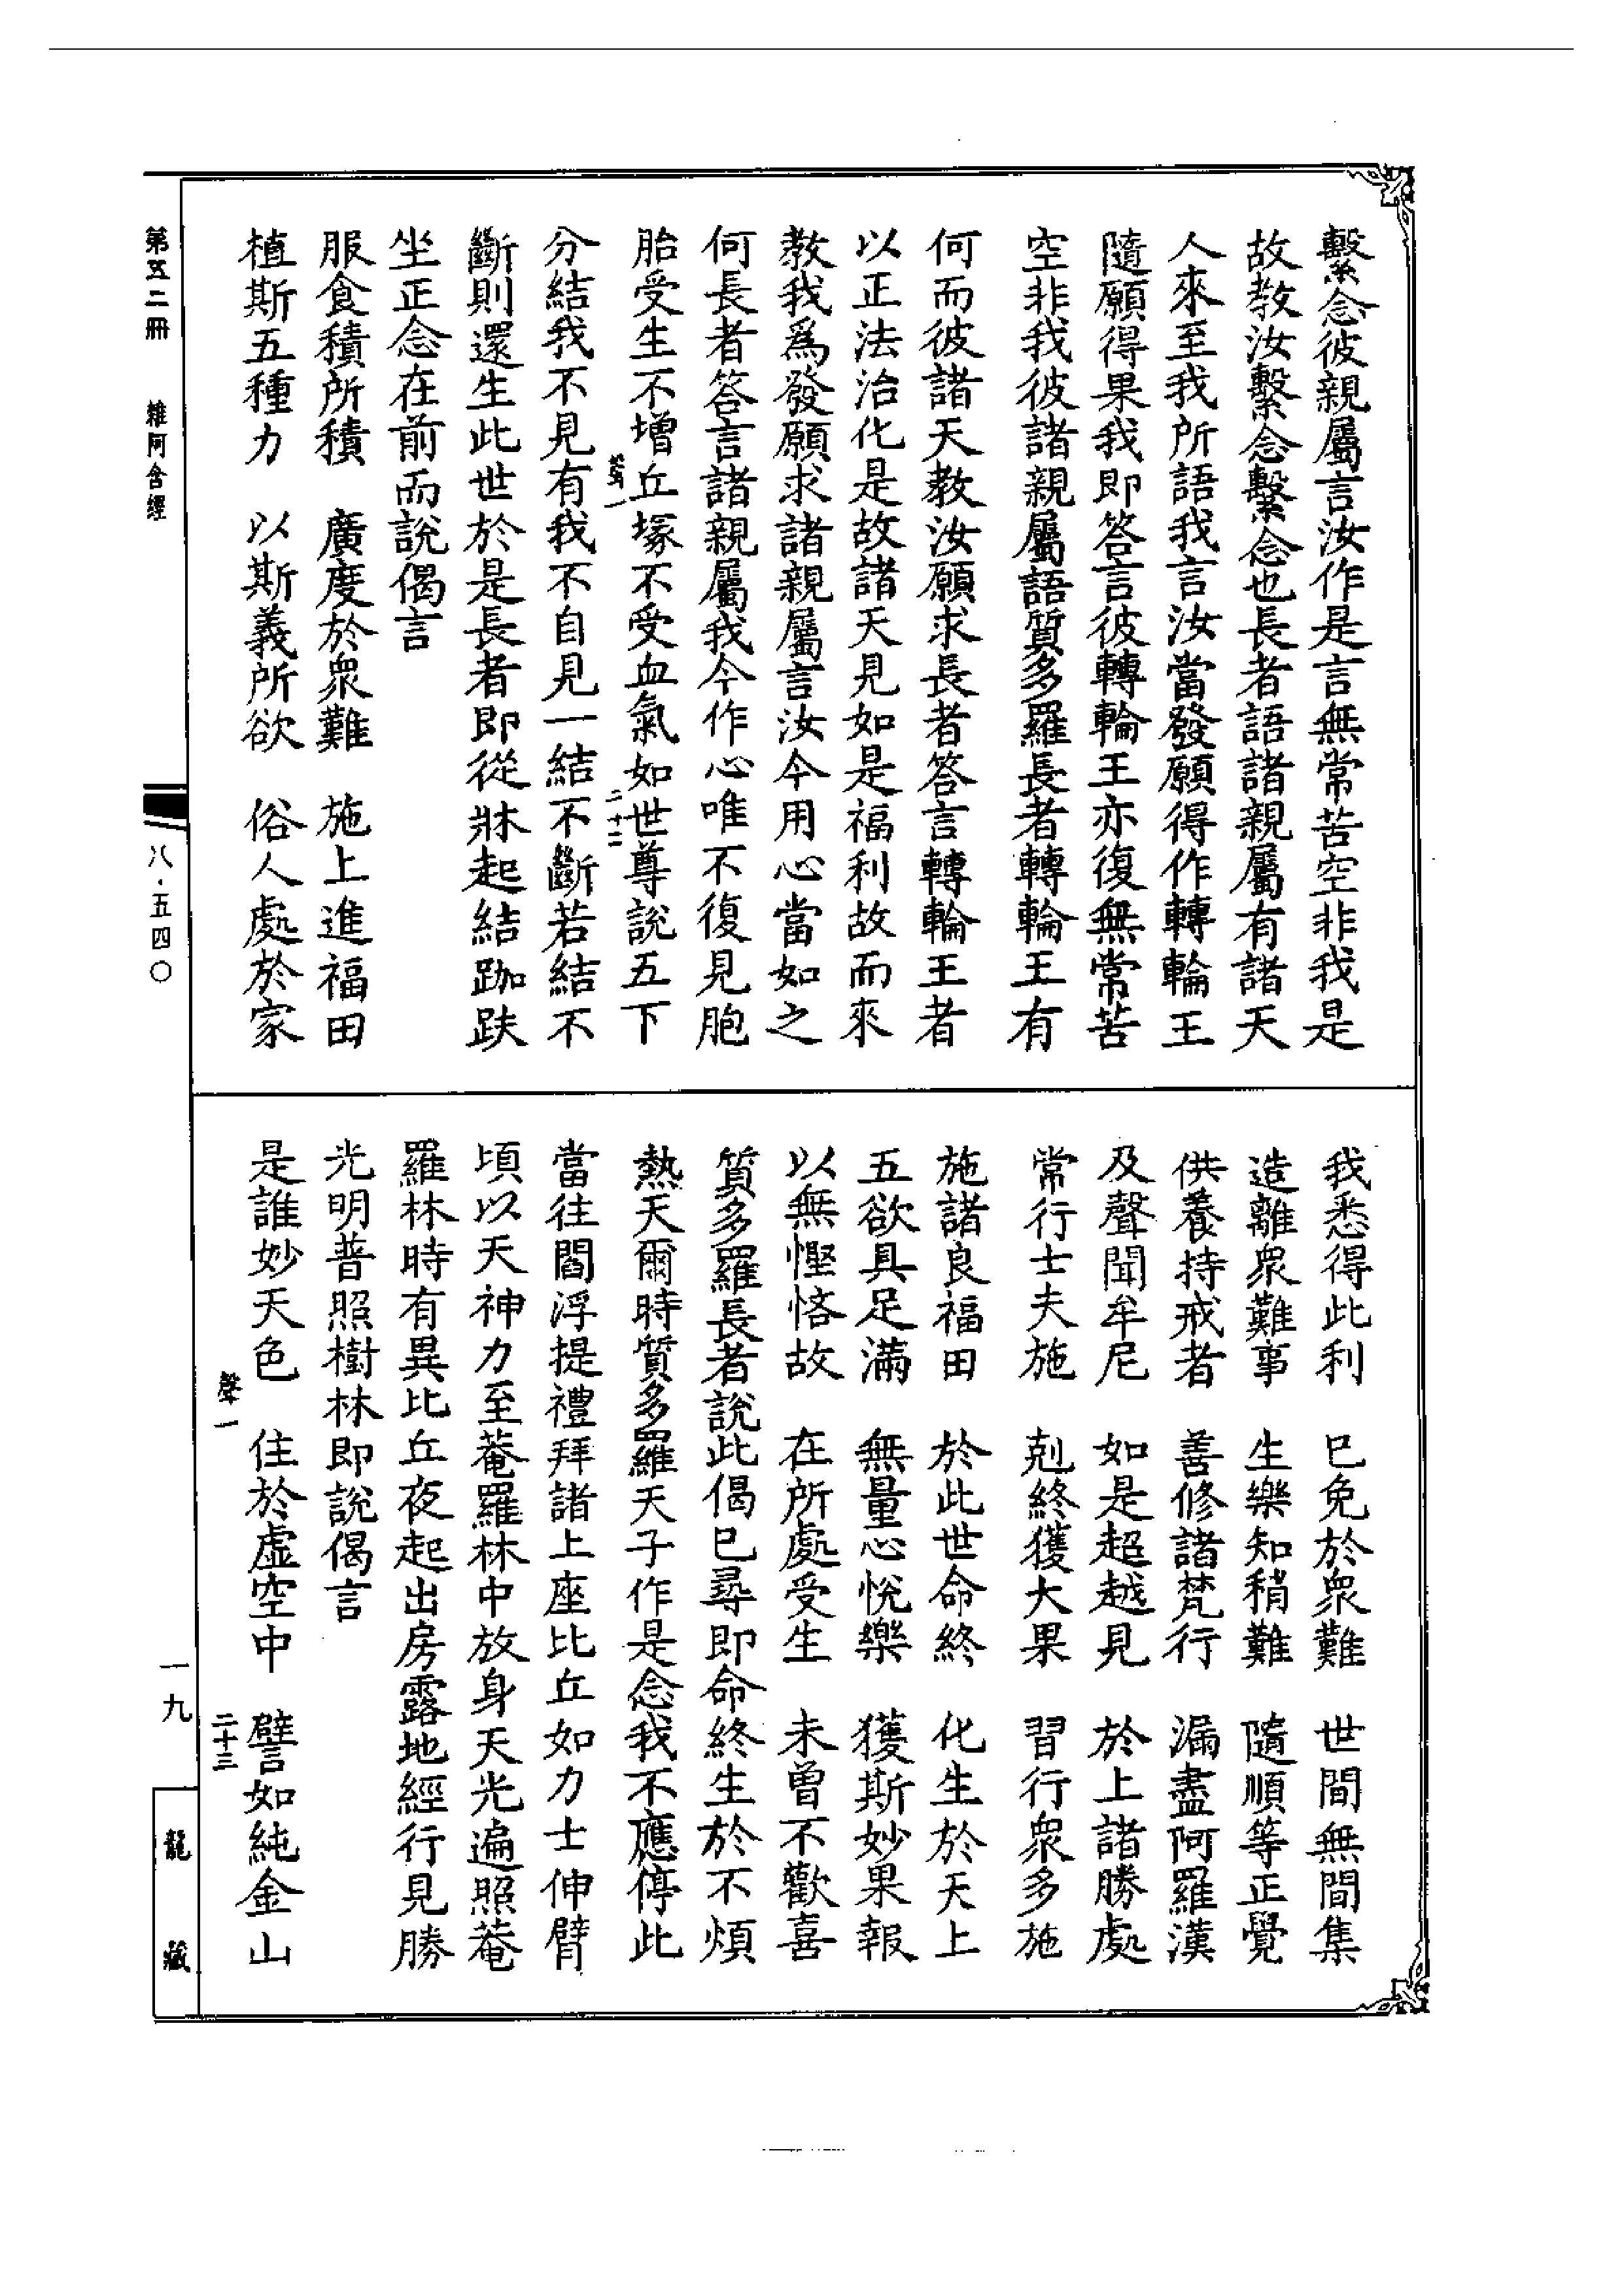 繫念彼親屬言汝作是言無常苦空非我是
故教汝繫念繫念也長者語諸親屬有諸天
人來至我所語我言汝當發願得作轉輪王
隨願得果我即答言彼轉輪王亦復無常苦
空非我彼諸親屬語質多羅長者轉輪王有
何而彼諸天教汝願求長者答言轉輪王者
以正法治化是故諸天見如是福利故而來
教我為發願求諸親屬言汝今用心當如之
何長者答言諸親屬我今作心唯不復見胞
胎受生不增丘塚不受血氣如世尊說五下
聲一 二十二
分結我不見有我不自見一結不斷若結不
斷則還生此世於是長者即從牀起結跏趺
坐正念在前而說偈言
服食積所積 廣度於眾難 施上進福田
植斯五種力 以斯義所欲 俗人處於家
我悉得此利 已免於眾難 世間無間集
造離眾難事 生樂知稍難 隨順等正覺
供養持戒者 善修諸梵行 漏盡阿羅漢
及聲聞牟尼 如是超越見 於上諸勝處
常行士夫施 剋終獲大果 習行眾多施
施諸良福田 於此世命終 化生於天上
五欲具足滿 無量心悅樂 獲斯妙果報
以無慳悋故 在所處受生 未曾不歡喜
質多羅長者說此偈已尋即命終生於不煩
熱天爾時質多羅天子作是念我不應停此
當往閻浮提禮拜諸上座比丘如力士伸臂
頃以天神力至菴羅林中放身天光遍照菴
羅林時有異比丘夜起出房露地經行見勝
光明普照樹林即說偈言
是誰妙天色 住於虛空中 譬如純金山
聲一 二十三
第五二冊 雜阿含經
八·五四〇
一九
龍藏